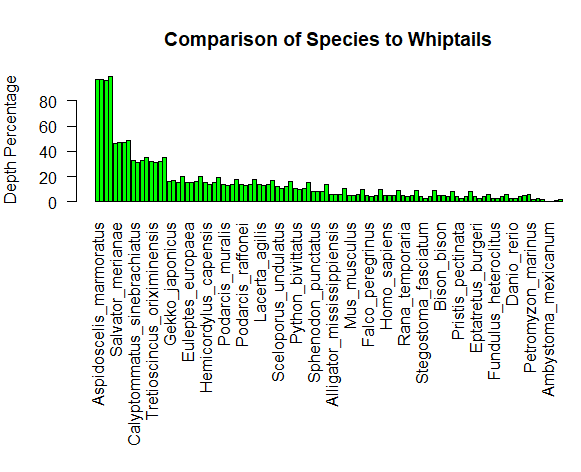 Comparison of Species to Whiptails
Depth Percentage
80
60
40
20
0
Aspidoscelis_marmoratus
Salvator_merianae
Calyptommatus_sinebrachiatus
Tretioscincus_oriximinensis
Gekko_japonicus
Euleptes_europaea
Hemicordylus_capensis
Podarcis_muralis
Podarcis_raffonei
Lacerta_agilis
Sceloporus_undulatus
Python_bivittatus
Sphenodon_punctatus
Alligator_mississippiensis
Mus_musculus
Falco_peregrinus
Homo_sapiens
Rana_temporaria
Stegostoma_fasciatum
Bison_bison
Pristis_pectinata
Eptatretus_burgeri
Fundulus_heteroclitus
Danio_rerio
Petromyzon_marinus
Ambystoma_mexicanum